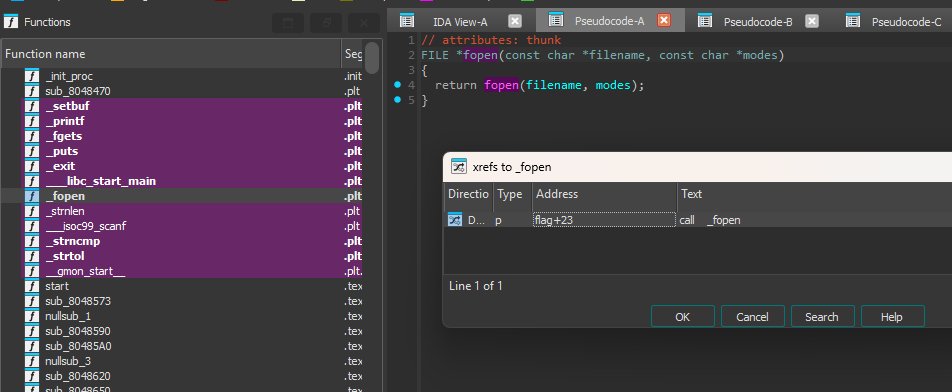 Functions
Function name
Seg
_init_proc .init
sub_8048470 .plt
_setbuf .plt
_printf .plt
_fgets .plt
_puts .plt
_exit .plt
___libc_start_main .plt
_fopen .plt
_strnlen .plt
___isoc99_scanf .plt
_strncmp .plt
_strtol .plt
__gmon_start__ .plt.
start .tex
sub_8048573 .tex
nullsub_1 .tex
sub_8048590 .tex
sub_80485A0 .tex
nullsub_3 .tex
sub_8048620 .tex
IDA View-A
Pseudocode-A
Pseudocode-B
Pseudocode-C
1 // attributes: thunk
2 FILE *fopen(const char *filename, const char *modes)
3 {
4 return fopen(filename, modes);
5 }
xrefs to _fopen
Directio Type Address Text
D... p flag+23 call _fopen
Line 1 of 1
OK
Cancel
Search
Help